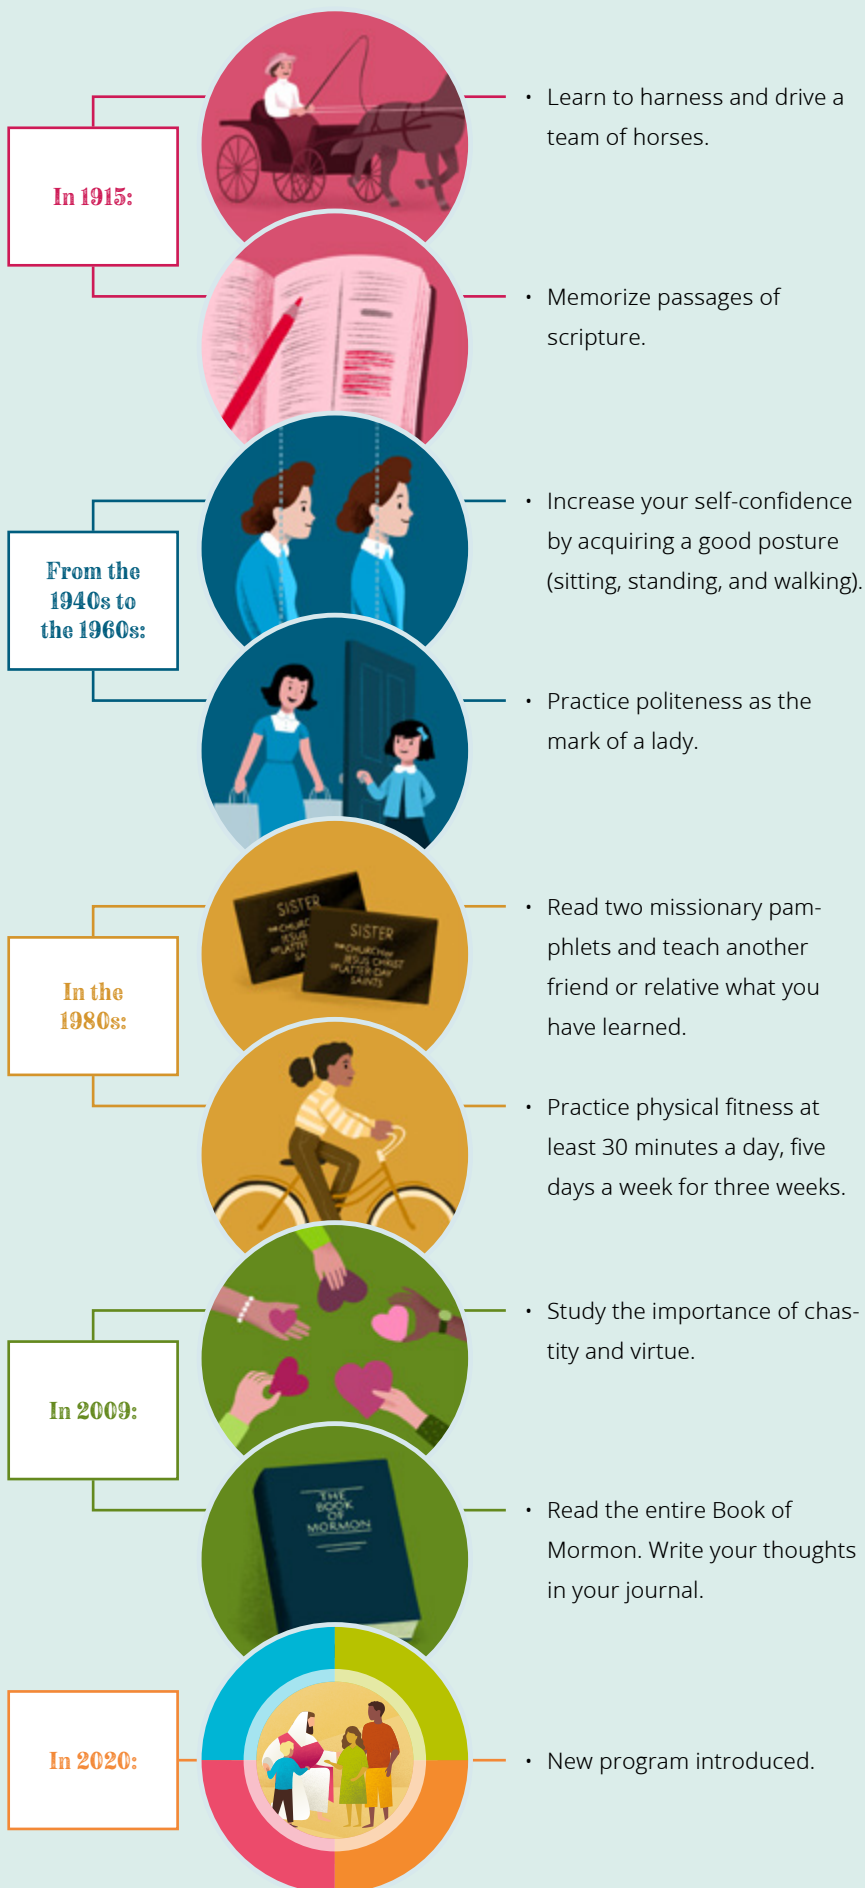 In 1915:
• Learn to harness and drive a
team of horses.
• Memorize passages of
scripture.
From the
1940s to
the 1960s:
• Increase your self-confidence
by acquiring a good posture
(sitting, standing, and walking).
• Practice politeness as the
mark of a lady.
In the
1980s:
SISTER
THE CHURCH OF
JESUS CHRIST
OF LATTER-DAY
SAINTS
• Read two missionary pam-
phlets and teach another
friend or relative what you
have learned.
• Practice physical fitness at
least 30 minutes a day, five
days a week for three weeks.
In 2009:
• Study the importance of chas-
tity and virtue.
THE
BOOK
OF
MORMON
• Read the entire Book of
Mormon. Write your thoughts
in your journal.
In 2020:
• New program introduced.